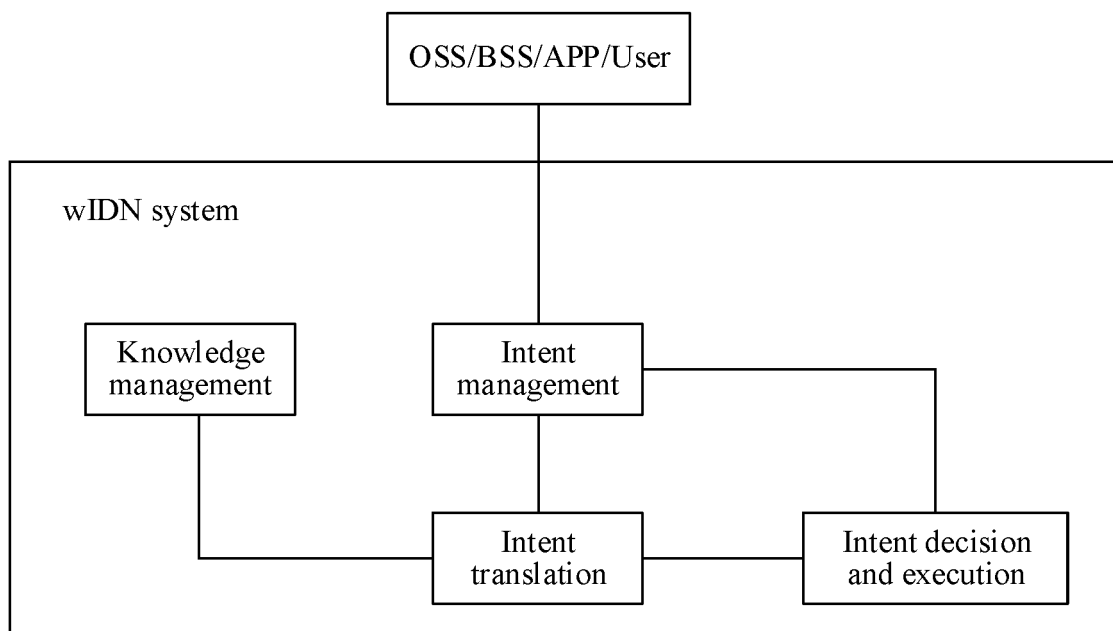 OSS/BSS/APP/User
wIDN system
Knowledge
management
Intent
management
Intent
translation
Intent decision
and execution